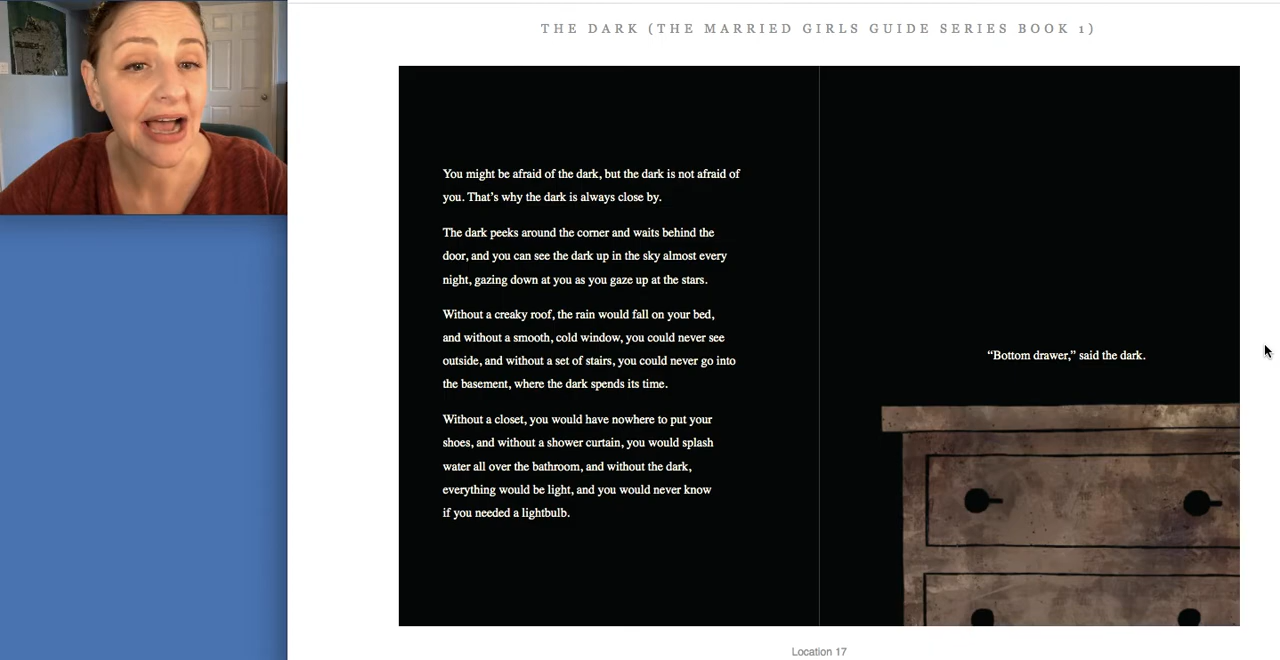 THE DARK (THE MARRIED GIRLS GUIDE SERIES BOOK 1)
You might be afraid of the dark, but the dark is not afraid of
you. That’s why the dark is always close by.
The dark peeks around the corner and waits behind the
door, and you can see the dark up in the sky almost every
night, gazing down at you as you gaze up at the stars.
Without a creaky roof, the rain would fall on your bed,
and without a smooth, cold window, you could never see
outside, and without a set of stairs, you could never go into
the basement, where the dark spends its time.
Without a closet, you would have nowhere to put your
shoes, and without a shower curtain, you would splash
water all over the bathroom, and without the dark,
everything would be light, and you would never know
if you needed a lightbulb.
“Bottom drawer,” said the dark.
Location 17